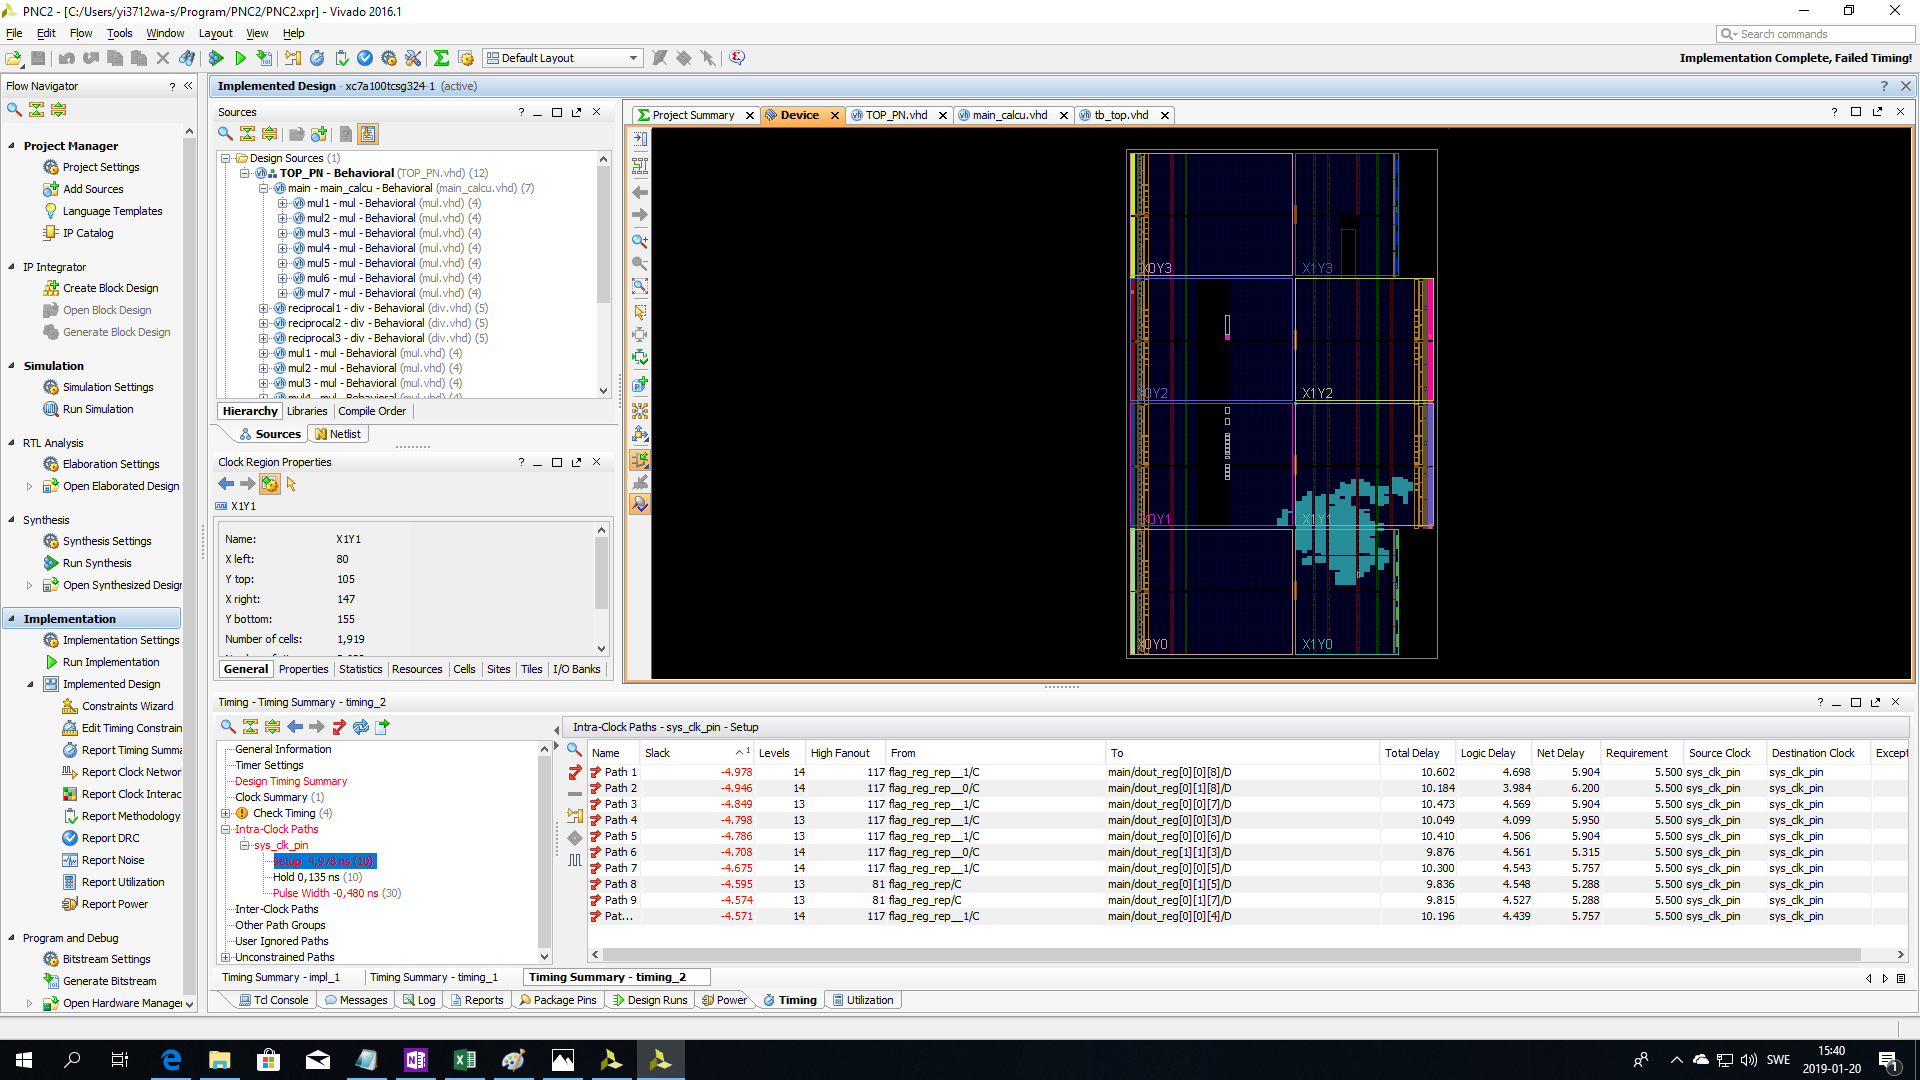 PNC2 - [C:/Users/yi3712wa-s/Program/PNC2/PNC2.xpr] - Vivado 2016.1
File Edit Flow Tools Window Layout View Help
Search commands
Default Layout
Implementation Complete, Failed Timing!
Flow Navigator
Project Manager
Project Settings
Add Sources
Language Templates
IP Catalog
IP Integrator
Create Block Design
Open Block Design
Generate Block Design
Simulation
Simulation Settings
Run Simulation
RTL Analysis
Elaboration Settings
Open Elaborated Design
Synthesis
Synthesis Settings
Run Synthesis
Open Synthesized Design
Implementation
Implementation Settings
Run Implementation
Implemented Design
Constraints Wizard
Edit Timing Constrain
Report Timing Summa
Report Clock Networ
Report Clock Interac
Report Methodology
Report DRC
Report Noise
Report Utilization
Report Power
Program and Debug
Bitstream Settings
Generate Bitstream
Open Hardware Manager
Implemented Design - xc7a100tcsg324-1 (active)
Sources
Design Sources (1)
TOP_PN - Behavioral (TOP_PN.vhd) (12)
main - main_calcu - Behavioral (main_calcu.vhd) (7)
mul1 - mul - Behavioral (mul.vhd) (4)
mul2 - mul - Behavioral (mul.vhd) (4)
mul3 - mul - Behavioral (mul.vhd) (4)
mul4 - mul - Behavioral (mul.vhd) (4)
mul5 - mul - Behavioral (mul.vhd) (4)
mul6 - mul - Behavioral (mul.vhd) (4)
mul7 - mul - Behavioral (mul.vhd) (4)
reciprocal1 - div - Behavioral (div.vhd) (5)
reciprocal2 - div - Behavioral (div.vhd) (5)
reciprocal3 - div - Behavioral (div.vhd) (5)
mul1 - mul - Behavioral (mul.vhd) (4)
mul2 - mul - Behavioral (mul.vhd) (4)
mul3 - mul - Behavioral (mul.vhd) (4)
Hierarchy Libraries Compile Order
Sources Netlist
Clock Region Properties
X1Y1
Name: X1Y1
X left: 80
Y top: 105
X right: 147
Y bottom: 155
Number of cells: 1,919
General Properties Statistics Resources Cells Sites Tiles I/O Banks
Project Summary Device TOP_PN.vhd main_calcu.vhd tb_top.vhd
X0Y3 X1Y3
X0Y2 X1Y2
X0Y1 X1Y1
X0Y0 X1Y0
Timing - Timing Summary - timing_2
General Information
Timer Settings
Design Timing Summary
Clock Summary (1)
Check Timing (4)
Intra-Clock Paths
sys_clk_pin
Setup -4,978 ns (10)
Hold 0,135 ns (10)
Pulse Width -0,480 ns (30)
Inter-Clock Paths
Other Path Groups
User Ignored Paths
Unconstrained Paths
Intra-Clock Paths - sys_clk_pin - Setup
Name Slack 1 Levels High Fanout From To Total Delay Logic Delay Net Delay Requirement Source Clock Destination Clock Except
Path 1 -4.978 14 117 flag_reg_rep__1/C main/dout_reg[0][0][8]/D 10.602 4.698 5.904 5.500 sys_clk_pin sys_clk_pin
Path 2 -4.946 14 117 flag_reg_rep__0/C main/dout_reg[0][1][8]/D 10.184 3.984 6.200 5.500 sys_clk_pin sys_clk_pin
Path 3 -4.849 13 117 flag_reg_rep__1/C main/dout_reg[0][0][7]/D 10.473 4.569 5.904 5.500 sys_clk_pin sys_clk_pin
Path 4 -4.798 13 117 flag_reg_rep__1/C main/dout_reg[0][0][3]/D 10.049 4.099 5.950 5.500 sys_clk_pin sys_clk_pin
Path 5 -4.786 13 117 flag_reg_rep__1/C main/dout_reg[0][0][6]/D 10.410 4.506 5.904 5.500 sys_clk_pin sys_clk_pin
Path 6 -4.708 14 117 flag_reg_rep__0/C main/dout_reg[1][1][3]/D 9.876 4.561 5.315 5.500 sys_clk_pin sys_clk_pin
Path 7 -4.675 14 117 flag_reg_rep__1/C main/dout_reg[0][0][5]/D 10.300 4.543 5.757 5.500 sys_clk_pin sys_clk_pin
Path 8 -4.595 13 81 flag_reg_rep/C main/dout_reg[0][1][5]/D 9.836 4.548 5.288 5.500 sys_clk_pin sys_clk_pin
Path 9 -4.574 13 81 flag_reg_rep/C main/dout_reg[0][1][7]/D 9.815 4.527 5.288 5.500 sys_clk_pin sys_clk_pin
Pat... -4.571 14 117 flag_reg_rep__1/C main/dout_reg[0][0][4]/D 10.196 4.439 5.757 5.500 sys_clk_pin sys_clk_pin
Timing Summary - impl_1 Timing Summary - timing_1 Timing Summary - timing_2
Tcl Console Messages Log Reports Package Pins Design Runs Power Timing Utilization
SWE
15:40
2019-01-20
1